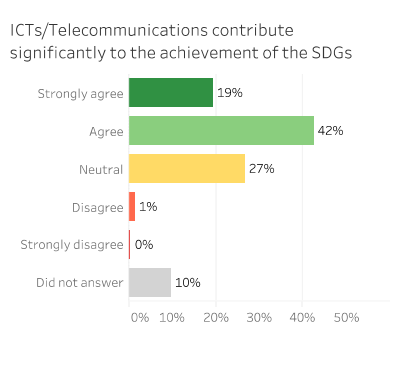 ICTs/Telecommunications contribute
significantly to the achievement of the SDGs
Strongly agree 19%
Agree 42%
Neutral 27%
Disagree 1%
Strongly disagree 0%
Did not answer 10%
0% 10% 20% 30% 40% 50%